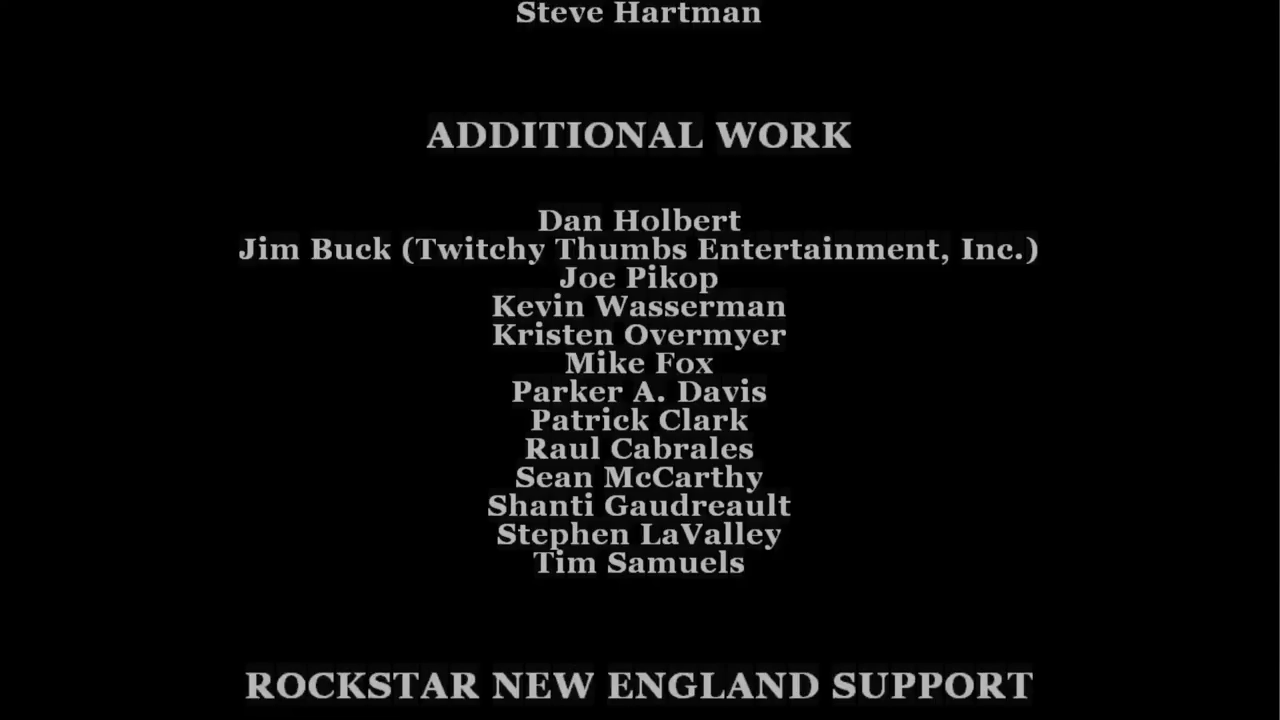 Steve Hartman
ADDITIONAL WORK
Dan Holbert
Jim Buck (Twitchy Thumbs Entertainment, Inc.)
Joe Pikop
Kevin Wasserman
Kristen Overmyer
Mike Fox
Parker A. Davis
Patrick Clark
Raul Cabrales
Sean McCarthy
Shanti Gaudreault
Stephen LaValley
Tim Samuels
ROCKSTAR NEW ENGLAND SUPPORT